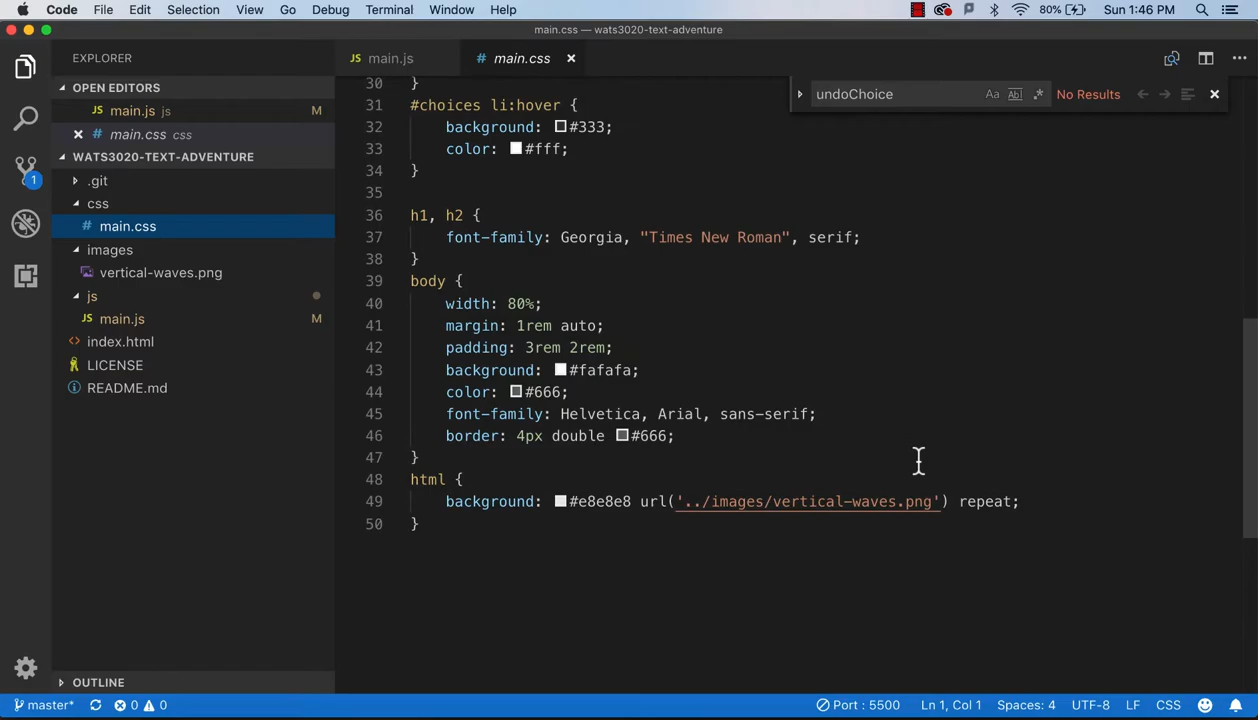 Code File Edit Selection View Go Debug Terminal Window Help 80% Sun 1:46 PM
main.css — wats3020-text-adventure
EXPLORER
JS main.js
# main.css ×
OPEN EDITORS
JS main.js js M
× # main.css css
WATS3020-TEXT-ADVENTURE
.git
css
# main.css
images
vertical-waves.png
js
JS main.js M
<> index.html
LICENSE
README.md
1
OUTLINE
undoChoice Aa Abl .* No Results
30 }
31 #choices li:hover {
32 background: #333;
33 color: #fff;
34 }
35
36 h1, h2 {
37 font-family: Georgia, "Times New Roman", serif;
38 }
39 body {
40 width: 80%;
41 margin: 1rem auto;
42 padding: 3rem 2rem;
43 background: #fafafa;
44 color: #666;
45 font-family: Helvetica, Arial, sans-serif;
46 border: 4px double #666;
47 }
48 html {
49 background: #e8e8e8 url('../images/vertical-waves.png') repeat;
50 }
master* 0 0 Port : 5500 Ln 1, Col 1 Spaces: 4 UTF-8 LF CSS